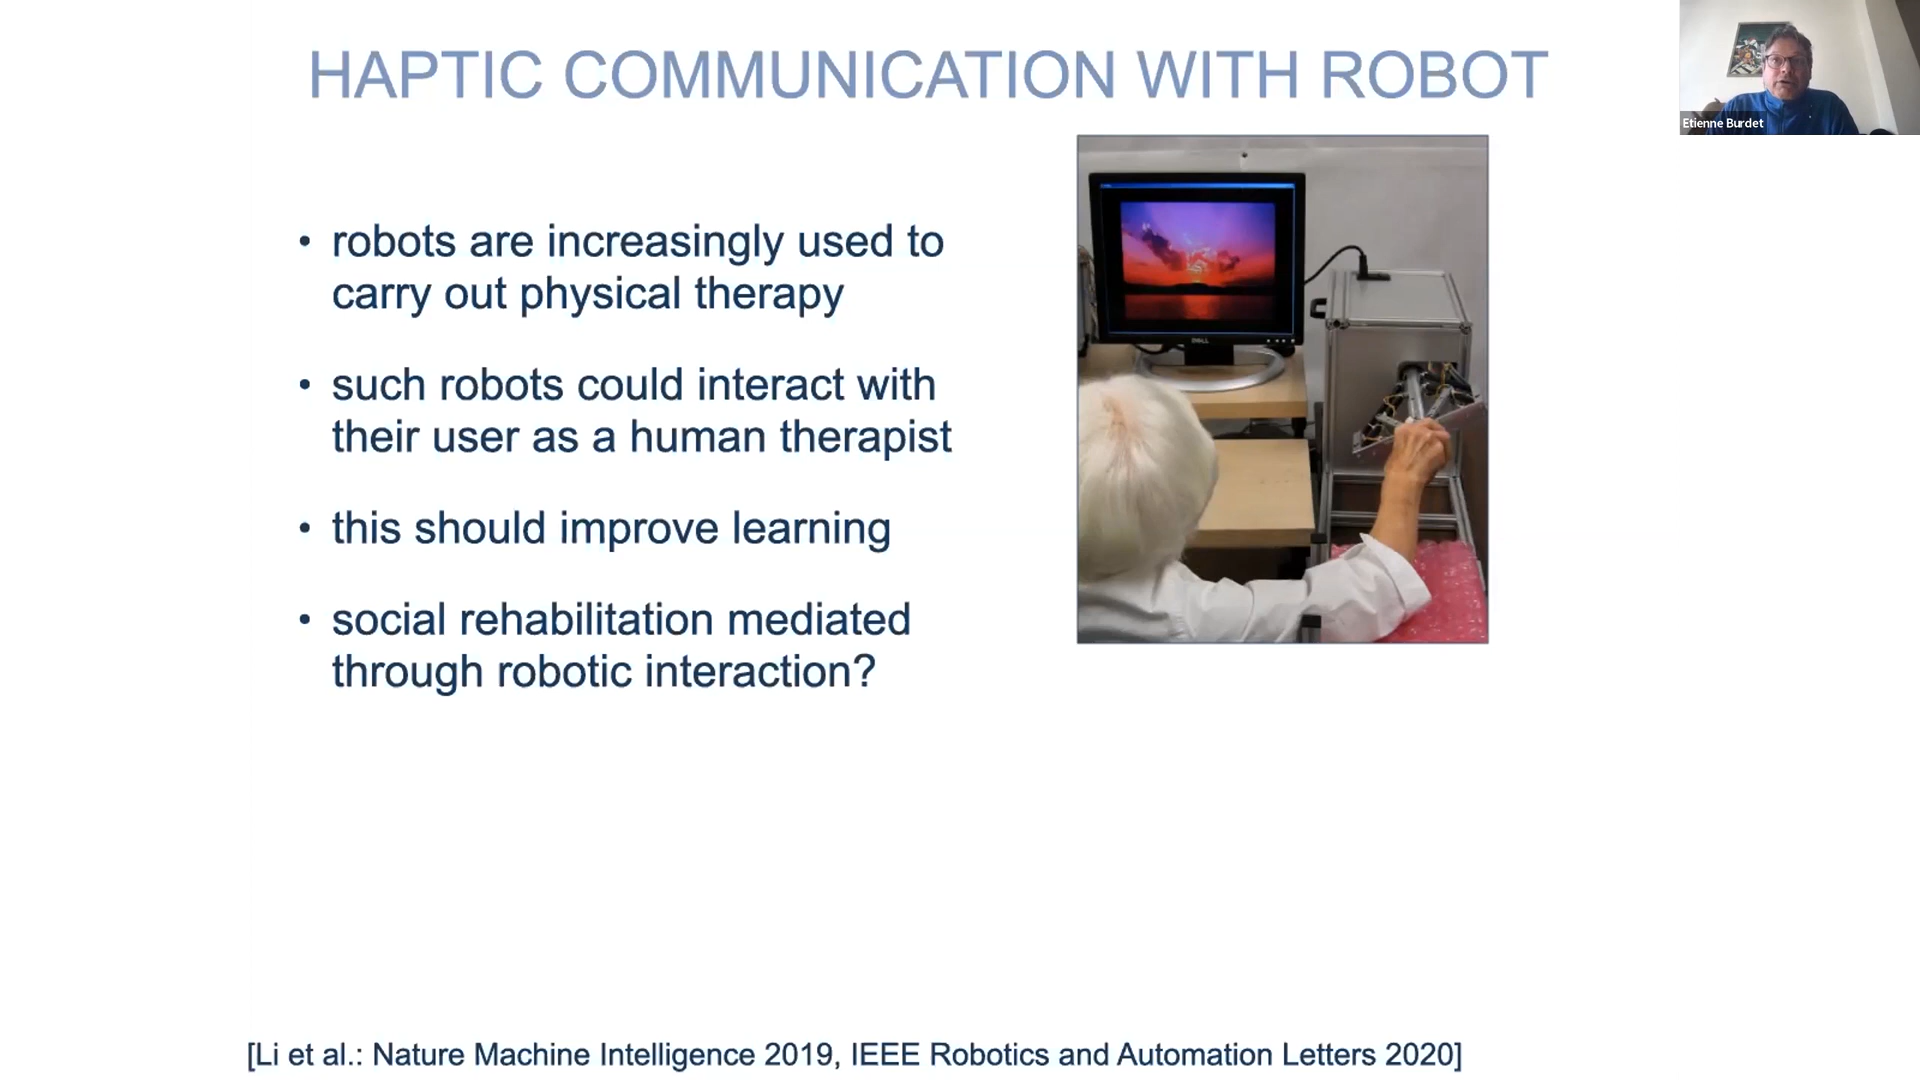 HAPTIC COMMUNICATION WITH ROBOT
Etienne Burdet
• robots are increasingly used to
carry out physical therapy
• such robots could interact with
their user as a human therapist
• this should improve learning
• social rehabilitation mediated
through robotic interaction?
DELL
[Li et al.: Nature Machine Intelligence 2019, IEEE Robotics and Automation Letters 2020]